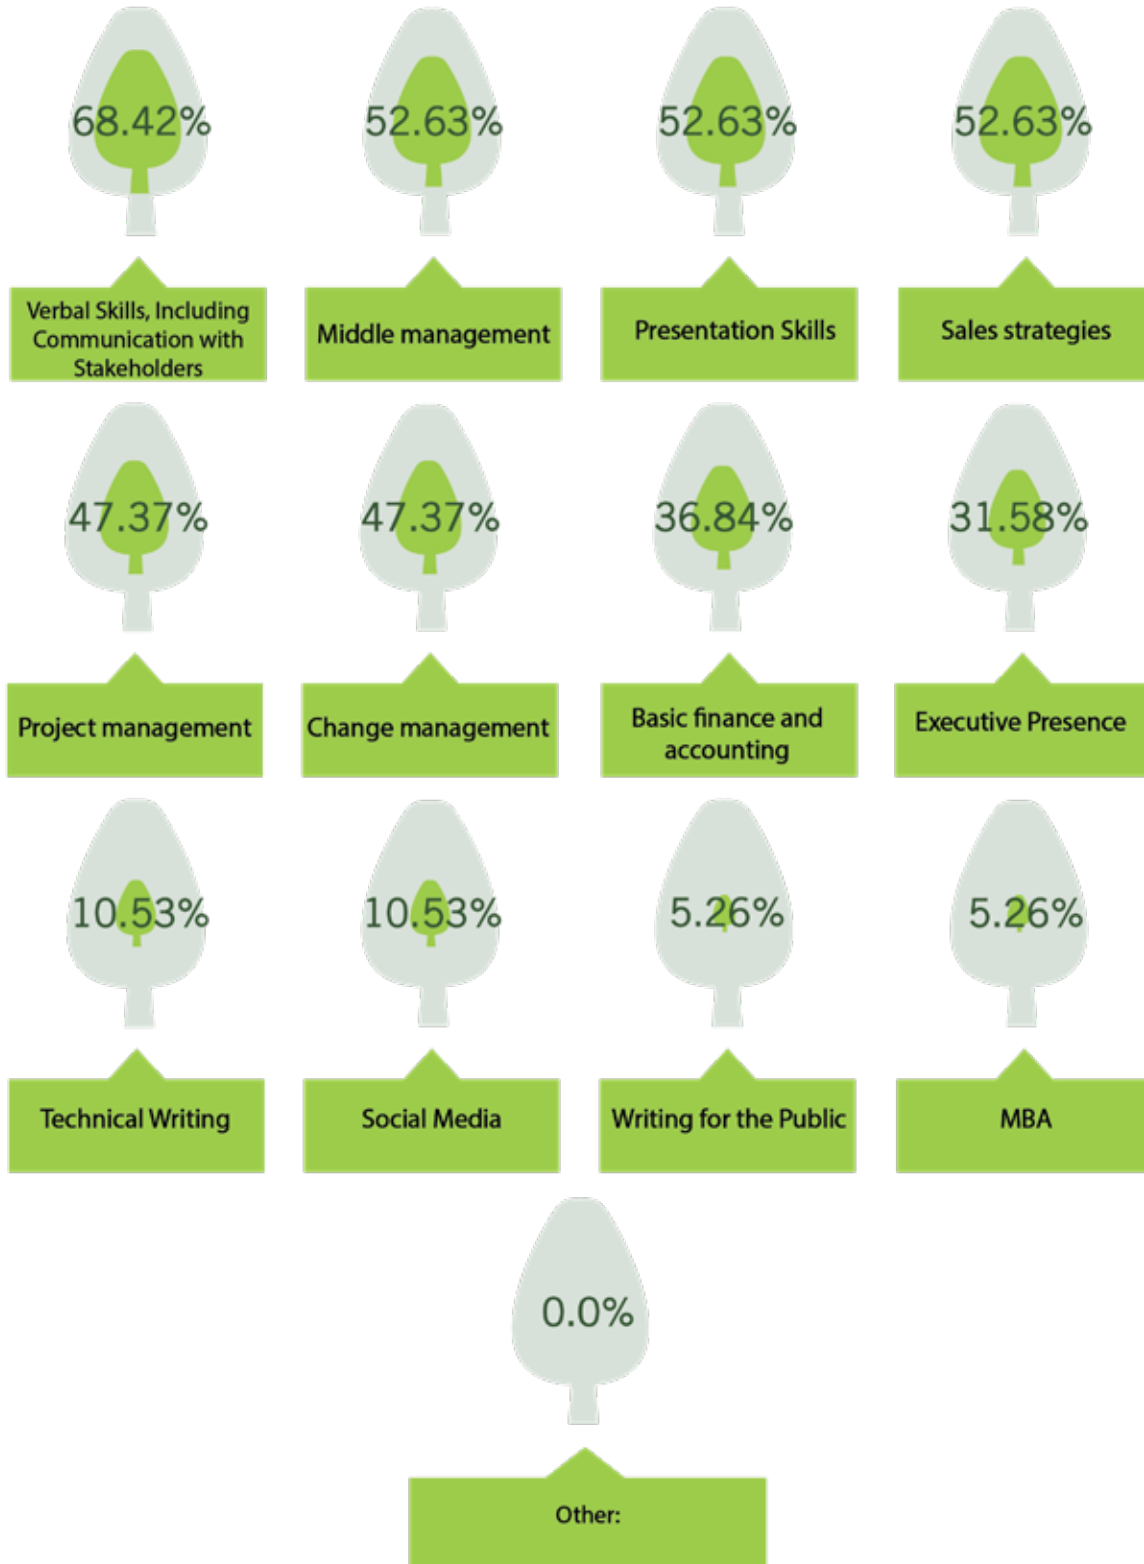 68.42% 52.63% 52.63% 52.63%
Verbal Skills, Including
Communication with
Stakeholders
Middle management
Presentation Skills
Sales strategies
47.37% 47.37% 36.84% 31.58%
Project management
Change management
Basic finance and
accounting
Executive Presence
10.53% 10.53% 5.26% 5.26%
Technical Writing
Social Media
Writing for the Public
MBA
0.0%
Other: